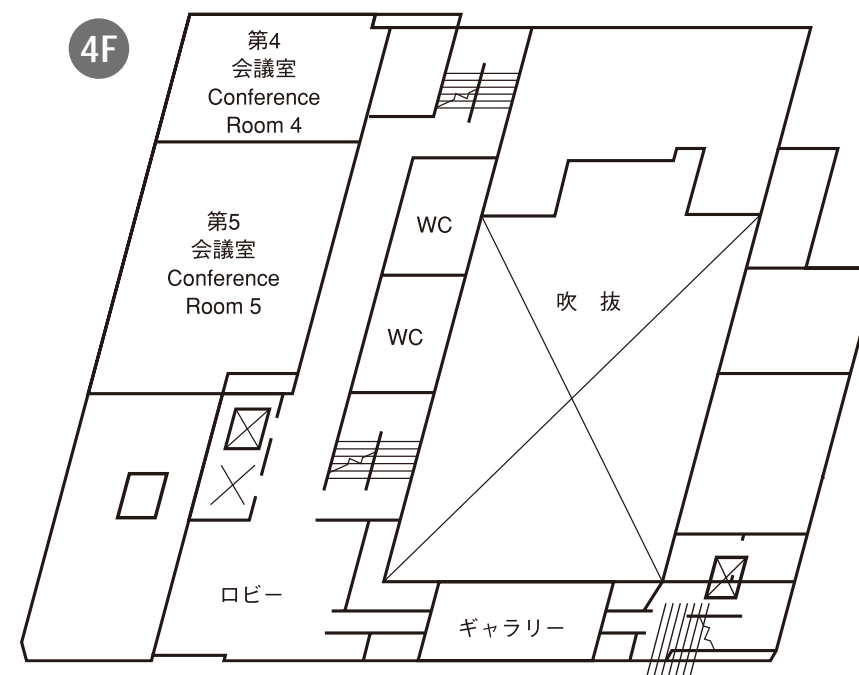 4F
第4
会議室
Conference
Room 4
第5
会議室
Conference
Room 5
WC
WC
吹　抜
ロビー
ギャラリー